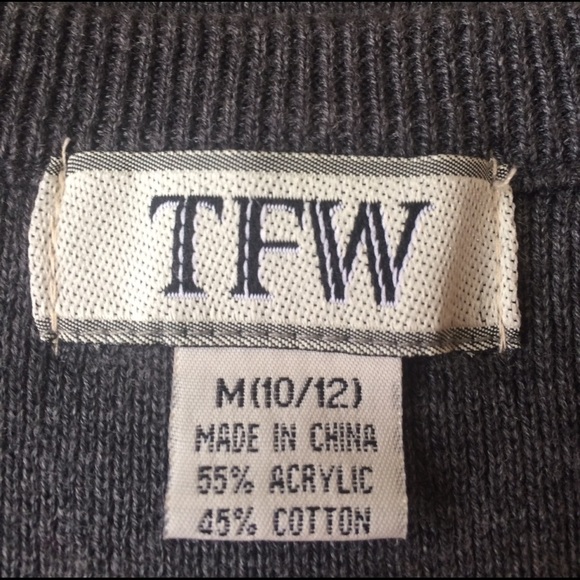 TFW
M(10/12)
MADE IN CHINA
55% ACRYLIC
45% COTTON